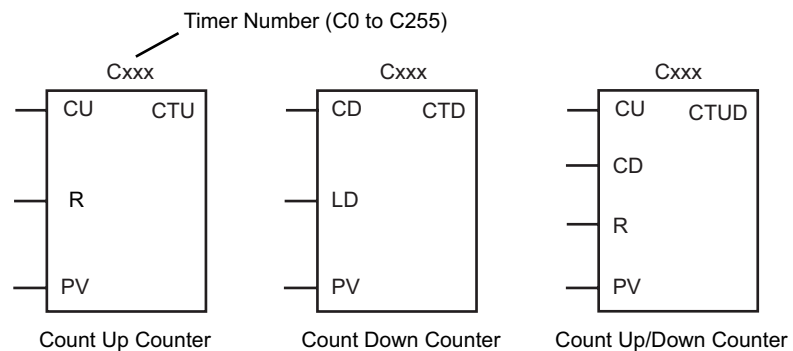 Timer Number (C0 to C255)
Cxxx
CU CTU
R
PV
Count Up Counter
Cxxx
CD CTD
LD
PV
Count Down Counter
Cxxx
CU CTUD
CD
R
PV
Count Up/Down Counter